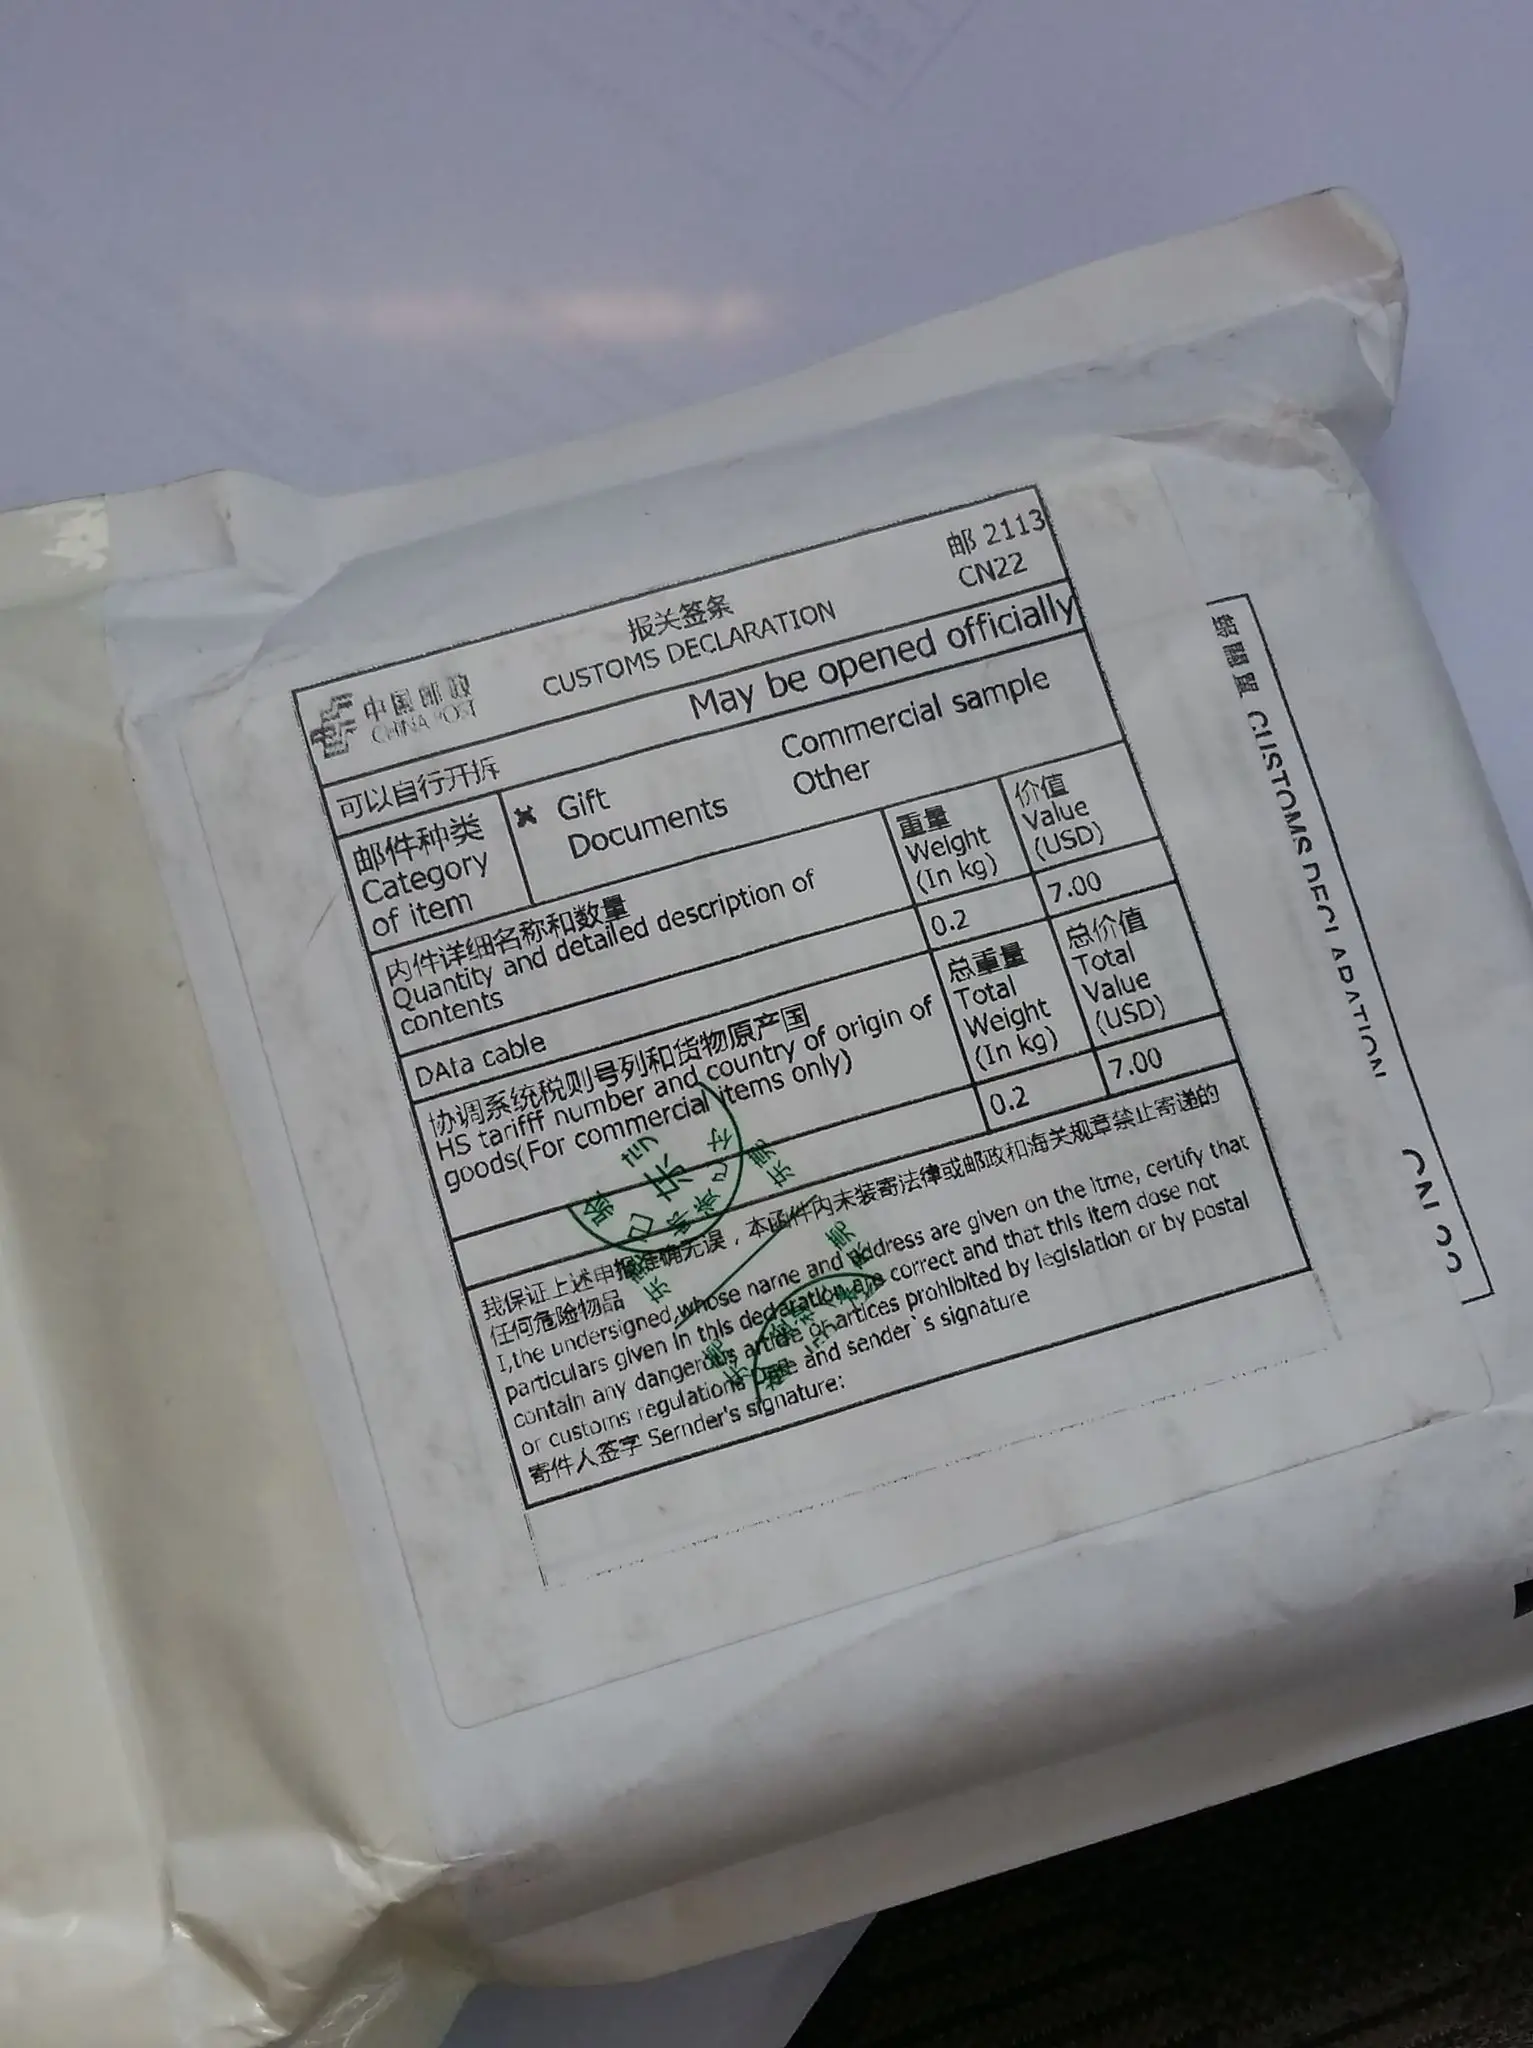 中国邮政
CHINA POST
报关签条
CUSTOMS DECLARATION
邮 2113
CN22
可以自行开拆
May be opened officially
邮件种类
Category
of item
Gift
Commercial sample
Documents
Other
内件详细名称和数量
Quantity and detailed description of
contents
重量
Weight
(In kg)
价值
Value
(USD)
DAta cable
0.2
7.00
协调系统税则号列和货物原产国
HS tarifff number and country of origin of
goods(For commercial items only)
总重量
Total
Weight
(In kg)
总价值
Total
Value
(USD)
0.2
7.00
我保证上述申报准确无误，本函件内未装寄法律或邮政和海关规章禁止寄递的
任何危险物品
I,the undersigned,whose name and address are given on the Itme, certify that
particulars given in this declaration are correct and that this item dose not
contain any dangerous article or artices prohibited by legislation or by postal
or customs regulations Date and sender`s signature
寄件人签字 Sernder's signature:
CUSTOMS DECLARATION
CN 22